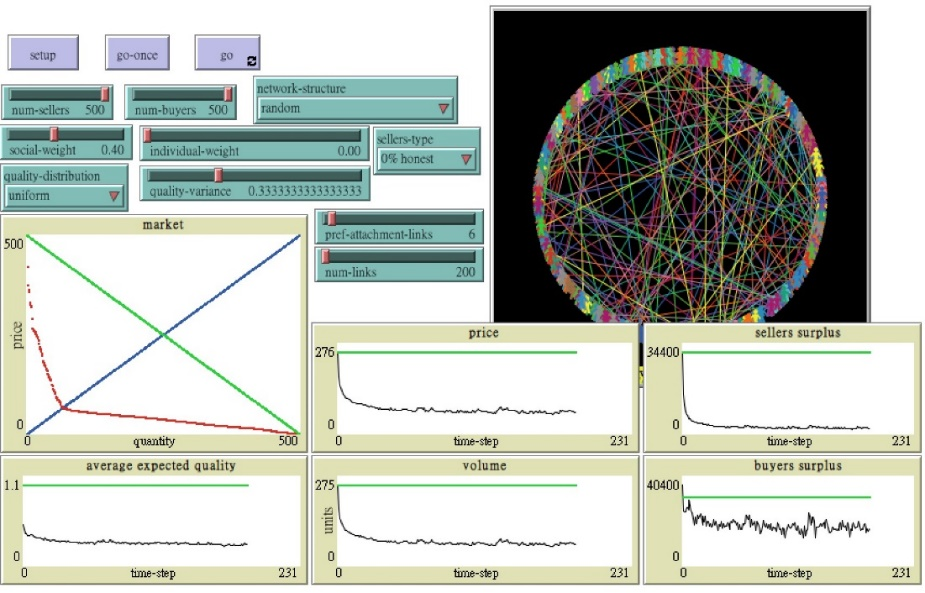 setup
go-once
go
num-sellers 500
num-buyers 500
network-structure
random
social-weight 0.40
individual-weight 0.00
sellers-type
0% honest
quality-distribution
uniform
quality-variance 0.3333333333333333
pref-attachment-links 6
num-links 200
market
500
price
0
0
quantity
500
price
276
0
0
time-step
231
sellers surplus
34400
0
0
time-step
231
average expected quality
1.1
0
0
time-step
231
volume
275
units
0
0
time-step
231
buyers surplus
40400
0
0
time-step
231